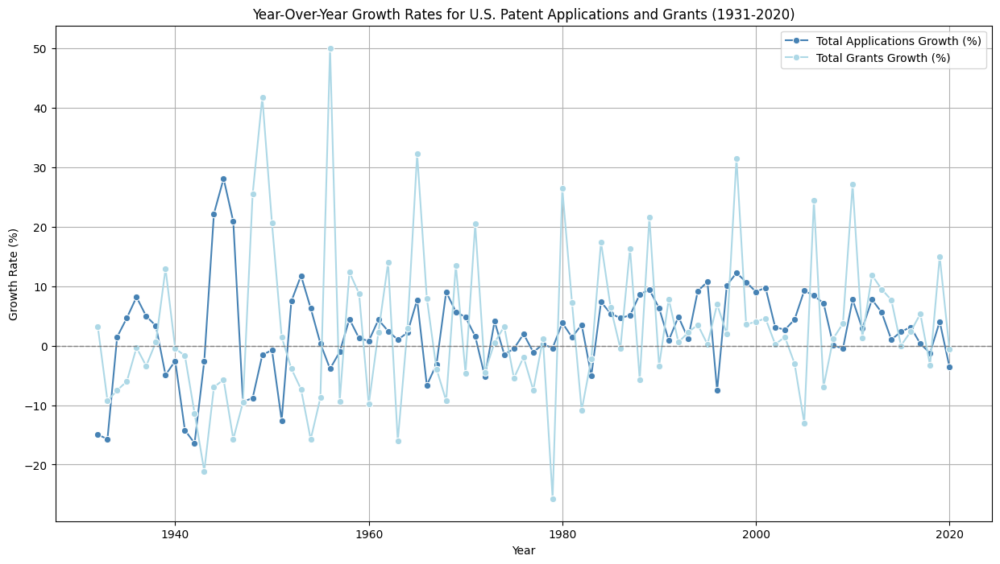 Year-Over-Year Growth Rates for U.S. Patent Applications and Grants (1931-2020)
Total Applications Growth (%)
Total Grants Growth (%)
Growth Rate (%)
50
40
30
20
10
0
−10
−20
1940
1960
1980
2000
2020
Year